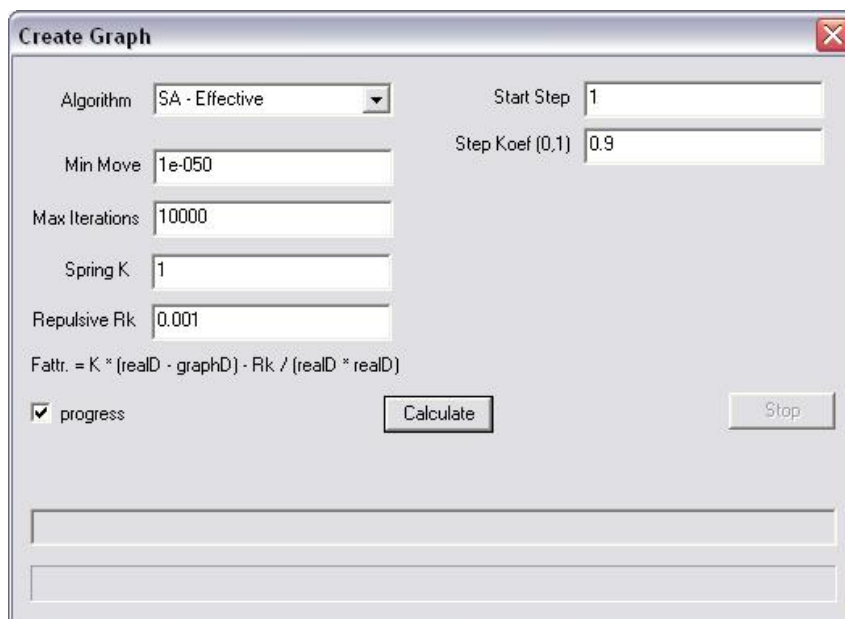 Create Graph
Algorithm SA - Effective
Start Step 1
Step Koef (0,1) 0.9
Min Move 1e-050
Max Iterations 10000
Spring K 1
Repulsive Rk 0.001
Fattr. = K * (realD - graphD) - Rk / (realD * realD)
progress
Calculate
Stop